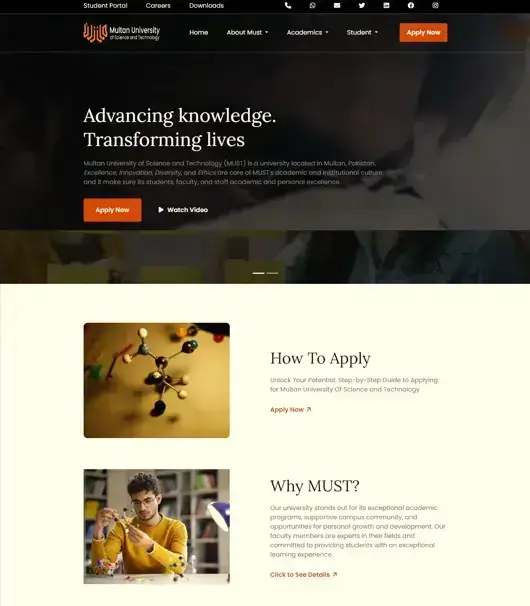 Student Portal Careers Downloads
Multan University
of Science and Technology
Home About Must Academics Student Apply Now
Advancing knowledge.
Transforming lives
Multan University of Science and Technology (MUST) is a university located in Multan, Pakistan.
Excellence, Innovation, Diversity, and Ethics are core of MUST's academic and institutional culture
and it make sure its students, faculty, and staff academic and personal excellence.
Apply Now Watch Video
How To Apply
Unlock Your Potential: Step-by-Step Guide to Applying
for Multan University Of Science and Technology
Apply Now
Why MUST?
Our university stands out for its exceptional academic
programs, supportive campus community, and
opportunities for personal growth and development. Our
faculty members are experts in their fields and
committed to providing students with an exceptional
learning experience.
Click to See Details